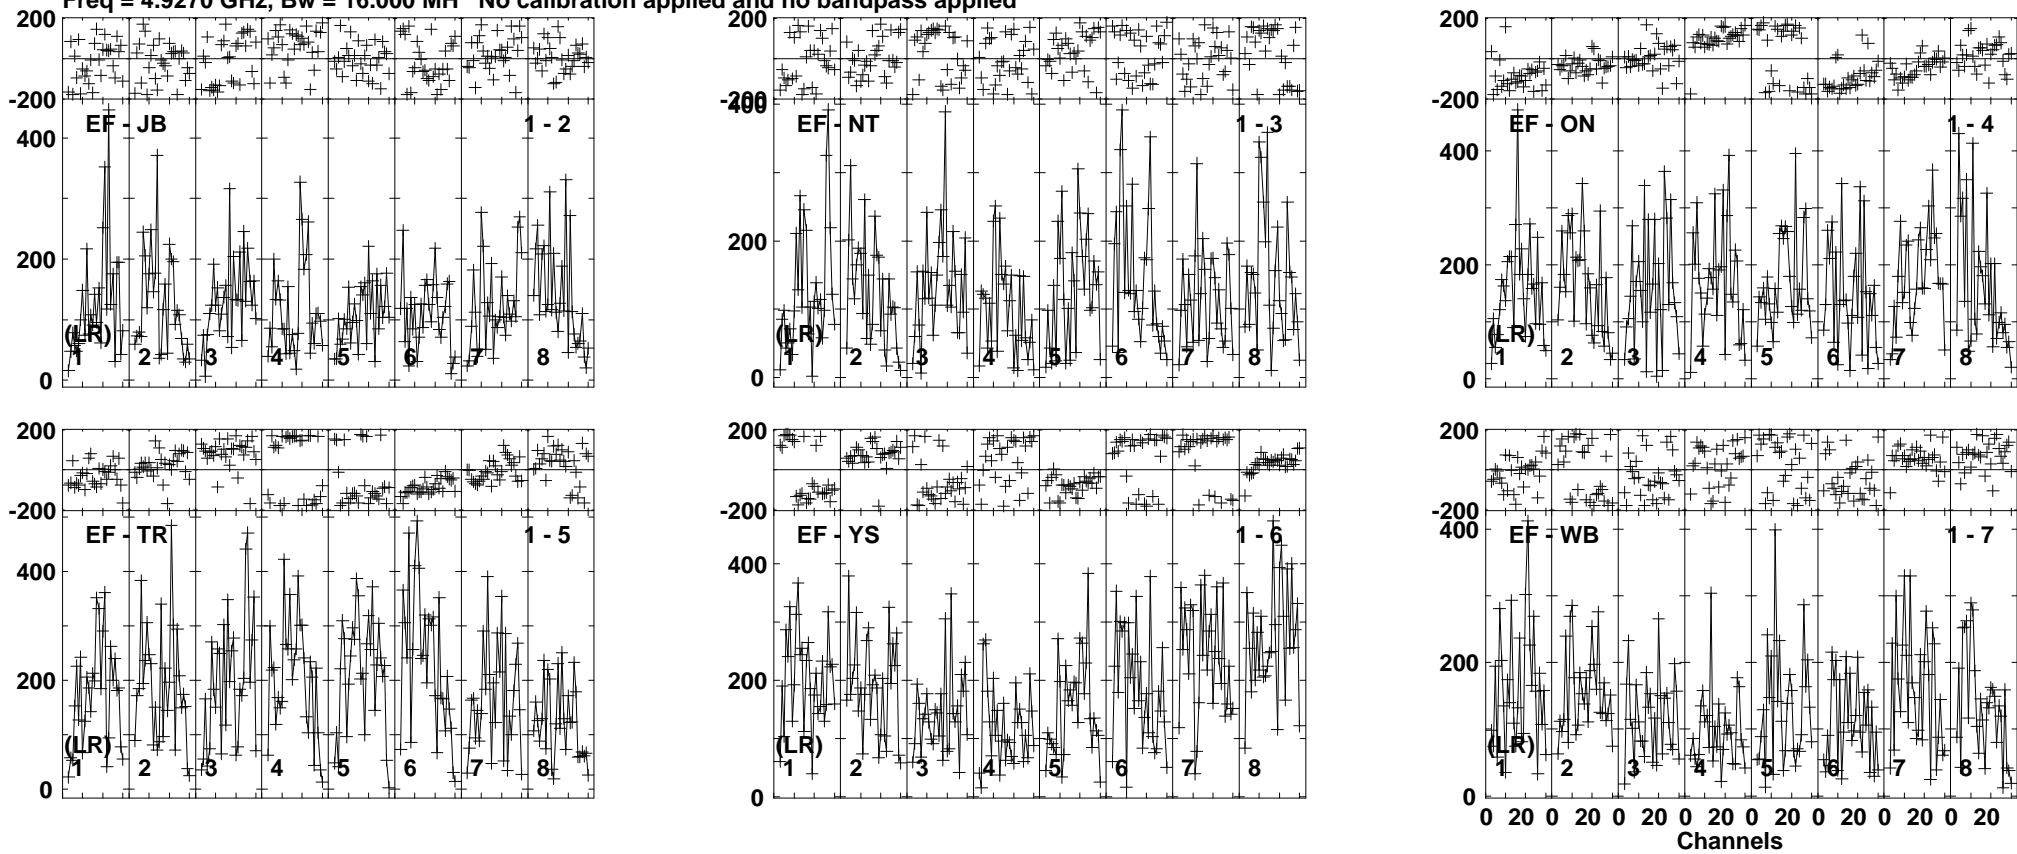 Freq = 4.9270 GHz, Bw = 16.000 MH No calibration applied and no bandpass applied
200
-200
EF - JB
1 - 2
400
200
0
(LR)
1 2 3 4 5 6 7 8
200
-200
400
EF - NT
1 - 3
200
0
(LR)
1 2 3 4 5 6 7 8
200
-200
EF - ON
1 - 4
400
200
0
(LR)
1 2 3 4 5 6 7 8
200
-200
EF - TR
1 - 5
400
200
0
(LR)
1 2 3 4 5 6 7 8
200
-200
EF - YS
1 - 6
400
200
0
(LR)
1 2 3 4 5 6 7 8
200
-200
400
EF - WB
1 - 7
200
0
(LR)
1 2 3 4 5 6 7 8
0 20 0 20 0 20 0 20 0 20 0 20 0 20 0 20
Channels